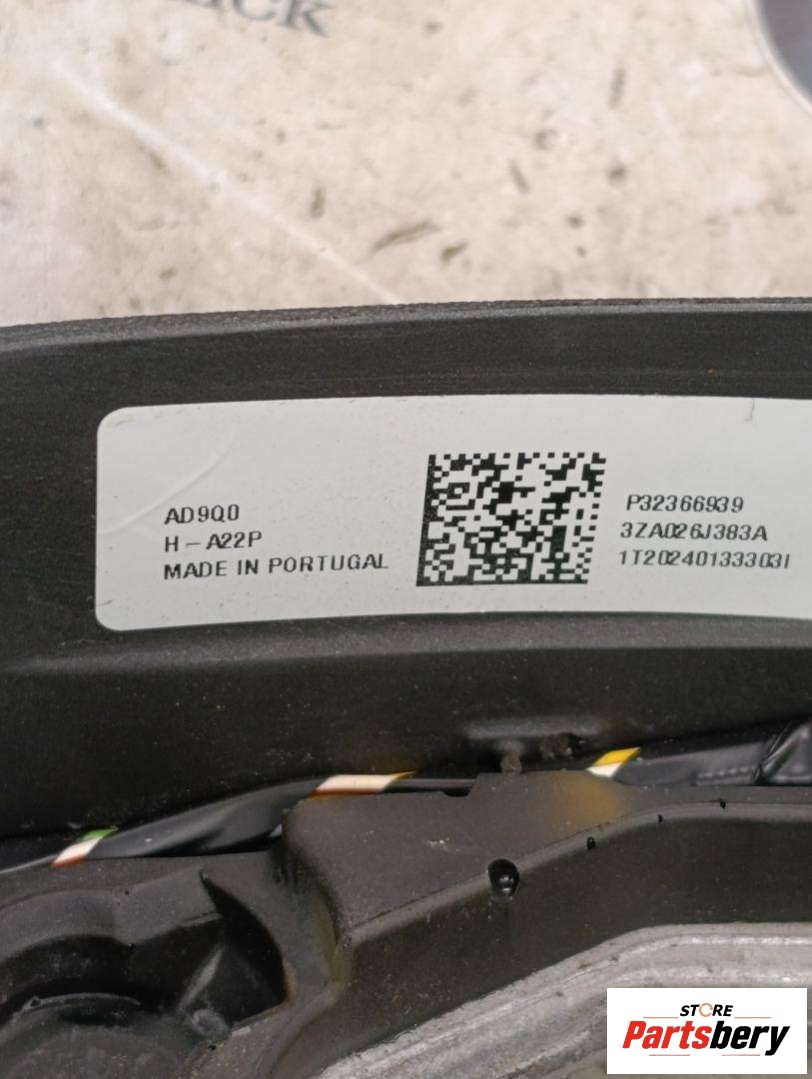 AD9Q0
H-A22P
MADE IN PORTUGAL
P32366939
3ZA026J383A
1T20240133303I
STORE
Partsbery